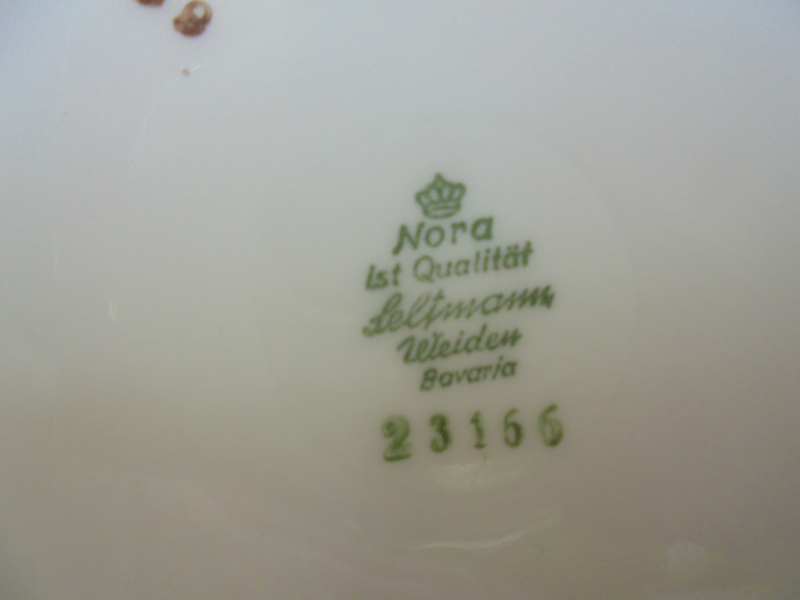 Nora
ist Qualität
Seltmann
Weiden
Bavaria
23166